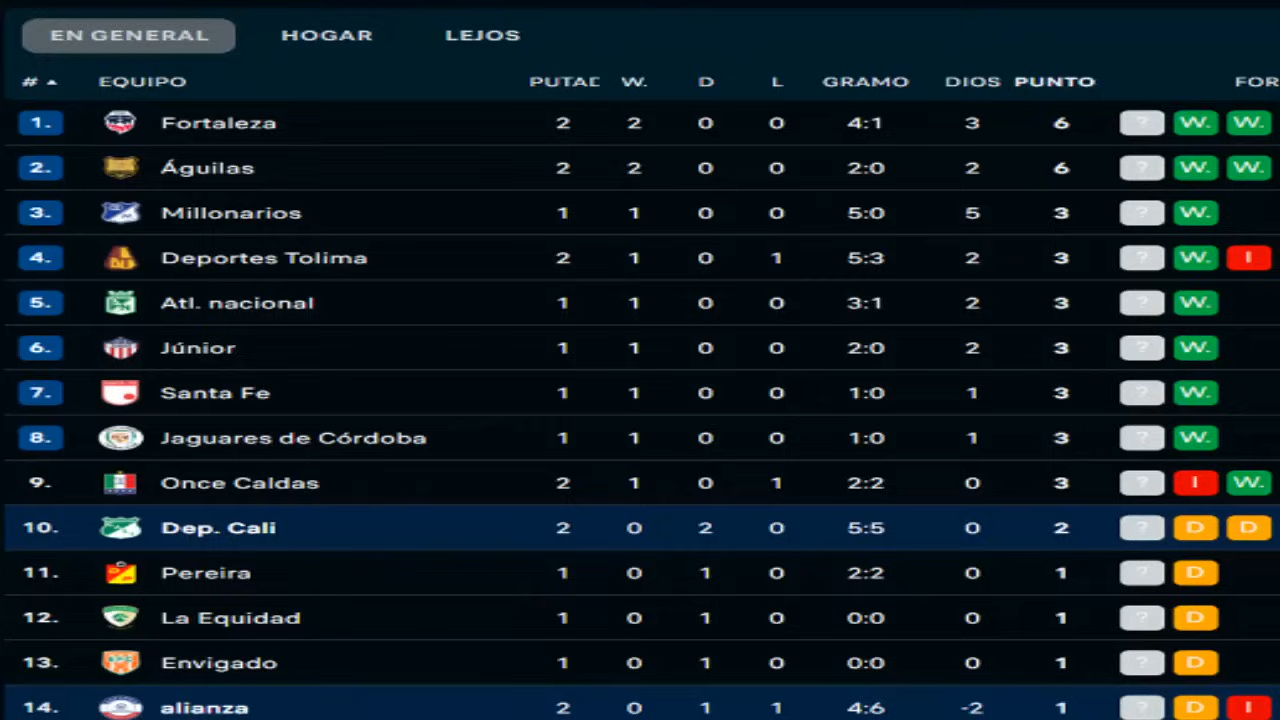 EN GENERAL HOGAR LEJOS
# EQUIPO PUTAD W. D L GRAMO DIOS PUNTO FOR
1. Fortaleza 2 2 0 0 4:1 3 6 ? W. W.
2. Águilas 2 2 0 0 2:0 2 6 ? W. W.
3. Millonarios 1 1 0 0 5:0 5 3 ? W.
4. Deportes Tolima 2 1 0 1 5:3 2 3 ? W. I
5. Atl. nacional 1 1 0 0 3:1 2 3 ? W.
6. Júnior 1 1 0 0 2:0 2 3 ? W.
7. Santa Fe 1 1 0 0 1:0 1 3 ? W.
8. Jaguares de Córdoba 1 1 0 0 1:0 1 3 ? W.
9. Once Caldas 2 1 0 1 2:2 0 3 ? I W.
10. Dep. Cali 2 0 2 0 5:5 0 2 ? D D
11. Pereira 1 0 1 0 2:2 0 1 ? D
12. La Equidad 1 0 1 0 0:0 0 1 ? D
13. Envigado 1 0 1 0 0:0 0 1 ? D
14. alianza 2 0 1 1 4:6 -2 1 ? D I